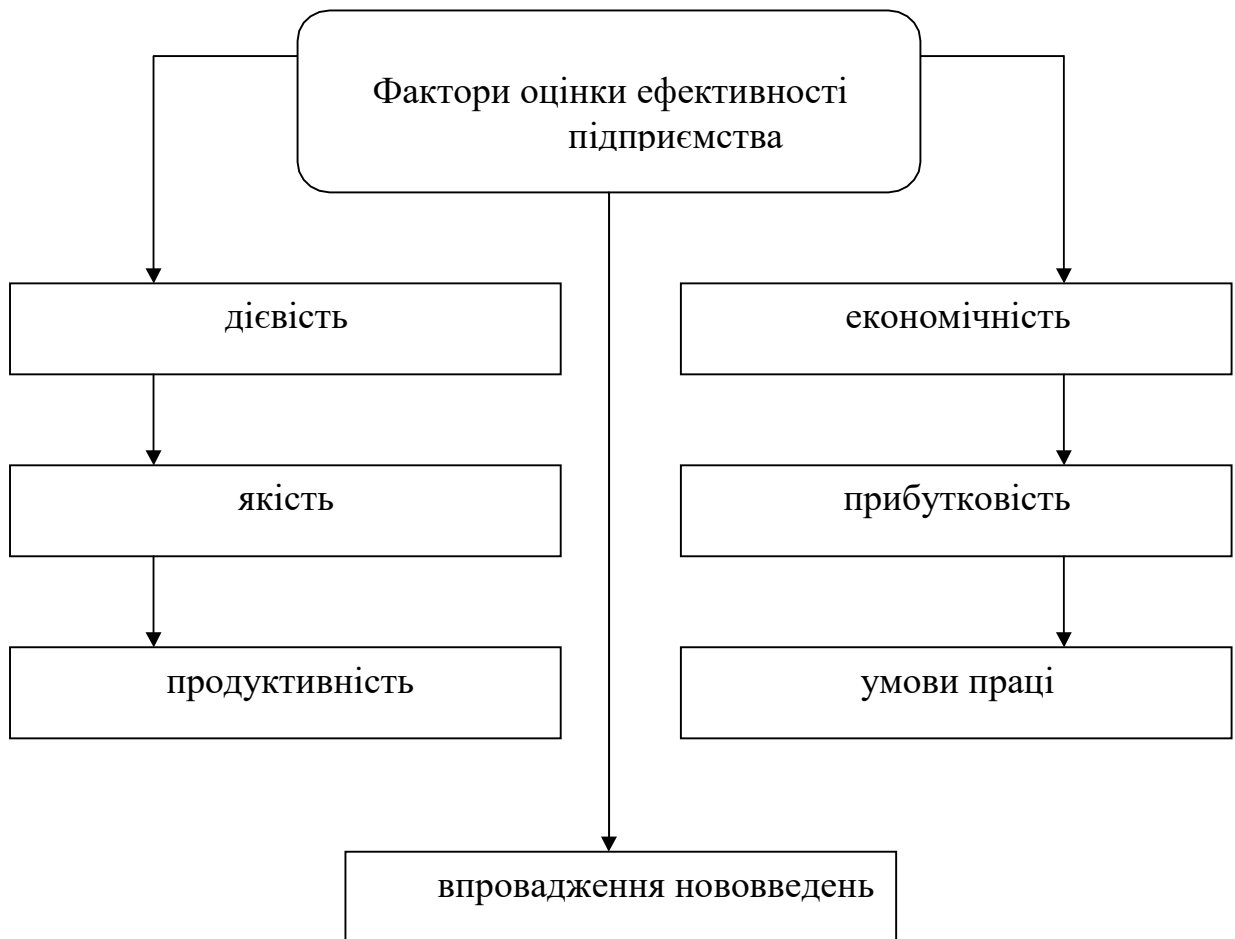 Фактори оцінки ефективності
підприємства
дієвість
економічність
якість
прибутковість
продуктивність
умови праці
впровадження нововведень